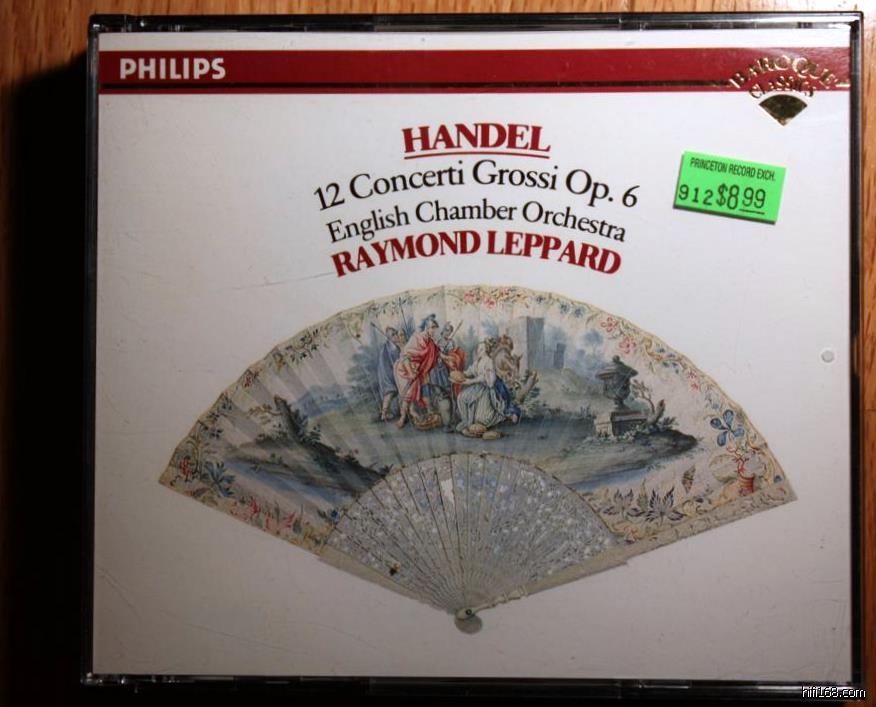 PHILIPS
BAROQUE
CLASSICS
HANDEL
12 Concerti Grossi Op. 6
English Chamber Orchestra
RAYMOND LEPPARD
PRINCETON RECORD EXCH.
912 $8.99
hifi168.com